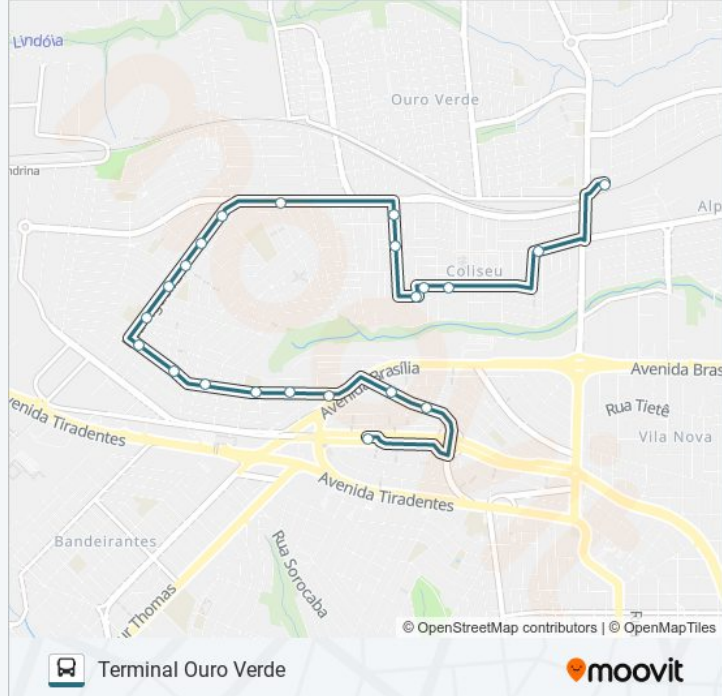 Lindóia
Ouro Verde
ndrina
Alp
Coliseu
Avenida Brasília
Avenida Bras
venida Tiradentes
Rua Tietê
Vila Nova
Avenida Tiradentes
Bandeirantes
Rua Sorocaba
ur Thomas
R
© OpenStreetMap contributors | © OpenMapTiles
Terminal Ouro Verde
moovit